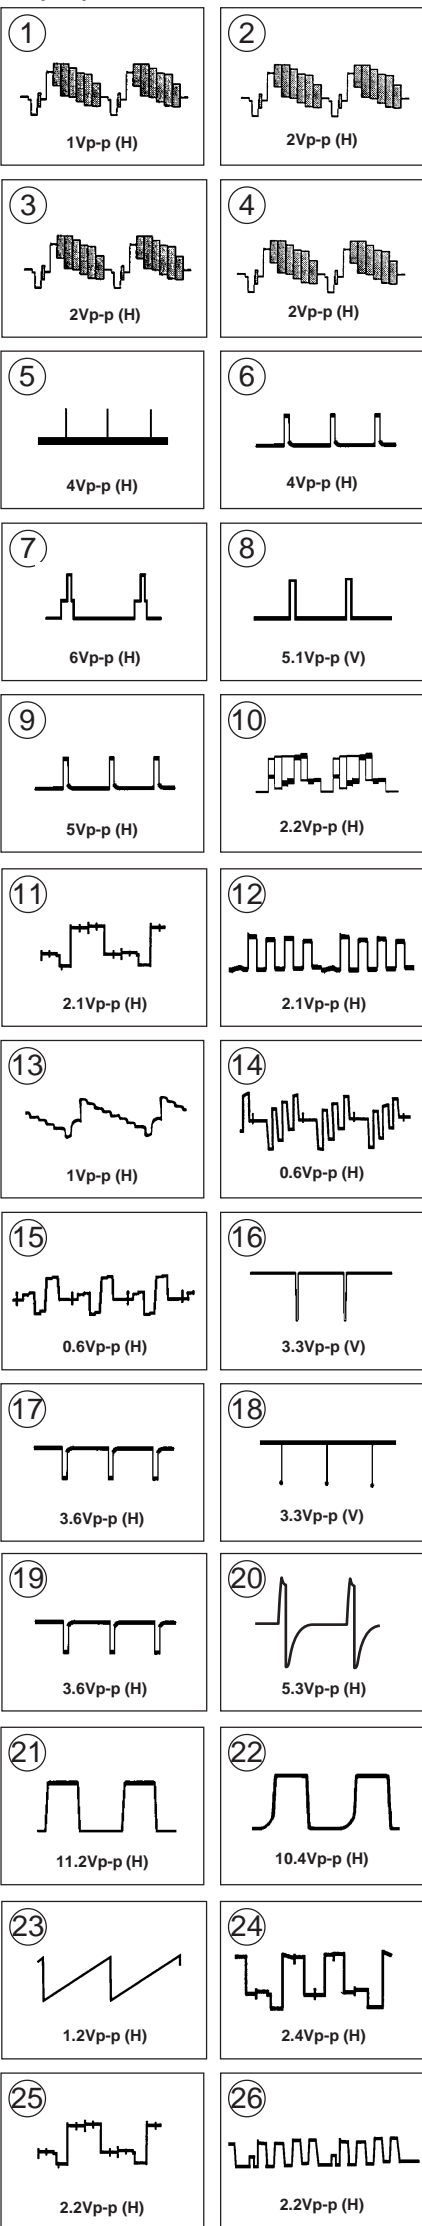 1
1Vp-p (H)
2
2Vp-p (H)
3
2Vp-p (H)
4
2Vp-p (H)
5
4Vp-p (H)
6
4Vp-p (H)
7
6Vp-p (H)
8
5.1Vp-p (V)
9
5Vp-p (H)
10
2.2Vp-p (H)
11
2.1Vp-p (H)
12
2.1Vp-p (H)
13
1Vp-p (H)
14
0.6Vp-p (H)
15
0.6Vp-p (H)
16
3.3Vp-p (V)
17
3.6Vp-p (H)
18
3.3Vp-p (V)
19
3.6Vp-p (H)
20
5.3Vp-p (H)
21
11.2Vp-p (H)
22
10.4Vp-p (H)
23
1.2Vp-p (H)
24
2.4Vp-p (H)
25
2.2Vp-p (H)
26
2.2Vp-p (H)